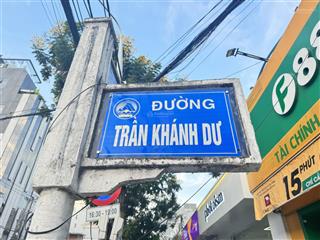 ĐƯỜNG
TRẦN KHÁNH DƯ
F88
TÀI CHÍNH
15 PHÚT